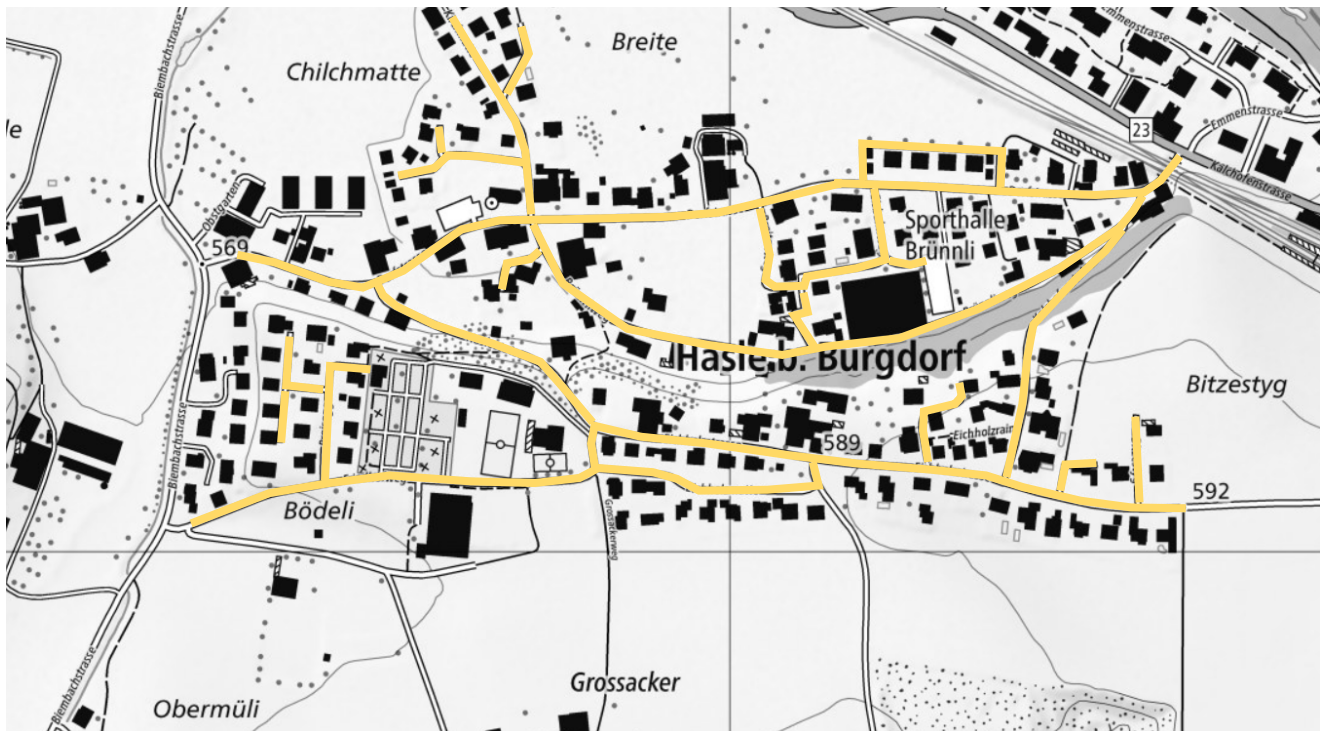 Emmenstrasse
Breite
Biembachstrasse
Chilchmatte
le
23
Emmenstrasse
Kalchofenstrasse
Obstgarten
569
Sporthalle
Brünnli
Hasle b. Burgdorf
Bitzestyg
Biembachstrasse
589
Eichholzrain
592
Bödeli
Grossackerweg
Biembachstrasse
Grossacker
Obermüli